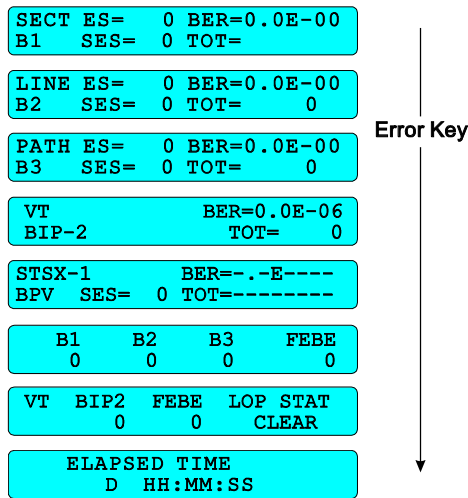 SECT ES=   0 BER=0.0E-00
B1   SES=  0 TOT=
LINE ES=   0 BER=0.0E-00
B2   SES=  0 TOT=      0
Error Key
PATH ES=   0 BER=0.0E-00
B3   SES=  0 TOT=      0
VT           BER=0.0E-06
BIP-2          TOT=    0
STSX-1      BER=-.-E----
BPV  SES=  0 TOT=--------
B1    B2    B3    FEBE
0     0     0     0
VT  BIP2  FEBE  LOP STAT
0     0    CLEAR
ELAPSED TIME
D  HH:MM:SS